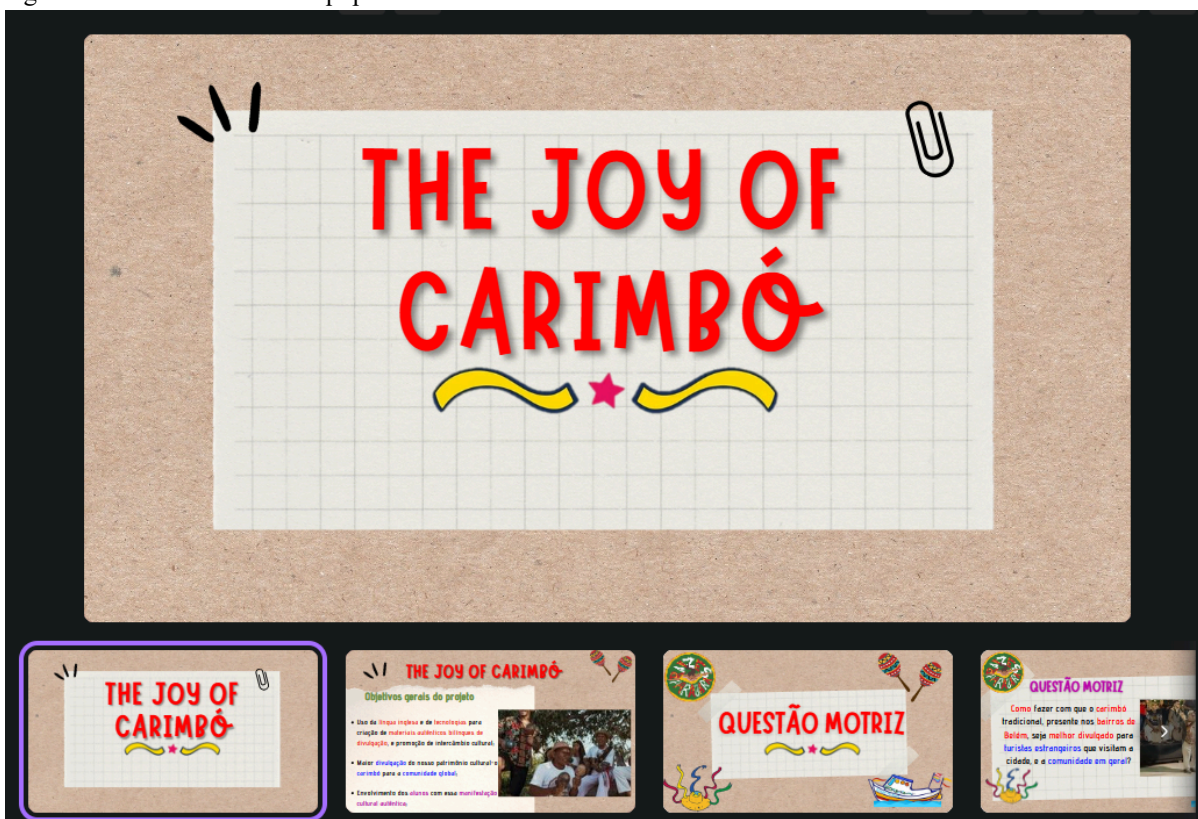 THE JOY OF
CARIMBÓ
THE JOY OF
CARIMBÓ
THE JOY OF CARIMBÓ
Objetivos gerais do projeto
• Uso da língua inglesa e de tecnologias para
criação de materiais autênticos bilíngues de
divulgação, e promoção de intercâmbio cultural;
• Maior divulgação do nosso patrimônio cultural-o
carimbó para a comunidade global;
• Envolvimento dos alunos com essa manifestação
cultural autêntica;
QUESTÃO MOTRIZ
QUESTÃO MOTRIZ
Como fazer com que o carimbó
tradicional, presente nos bairros de
Belém, seja melhor divulgado para
turistas estrangeiros que visitam a
cidade, e a comunidade em geral?